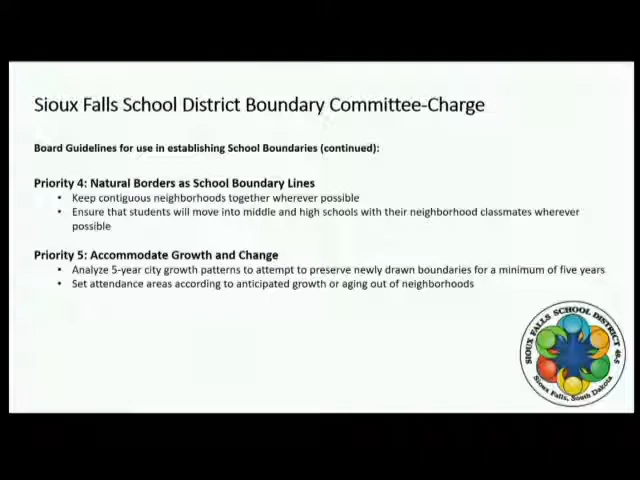 Sioux Falls School District Boundary Committee-Charge
Board Guidelines for use in establishing School Boundaries (continued):
Priority 4: Natural Borders as School Boundary Lines
• Keep contiguous neighborhoods together wherever possible
• Ensure that students will move into middle and high schools with their neighborhood classmates wherever
possible
Priority 5: Accommodate Growth and Change
• Analyze 5-year city growth patterns to attempt to preserve newly drawn boundaries for a minimum of five years
• Set attendance areas according to anticipated growth or aging out of neighborhoods
SIOUX FALLS SCHOOL DISTRICT 49-5
Sioux Falls, South Dakota